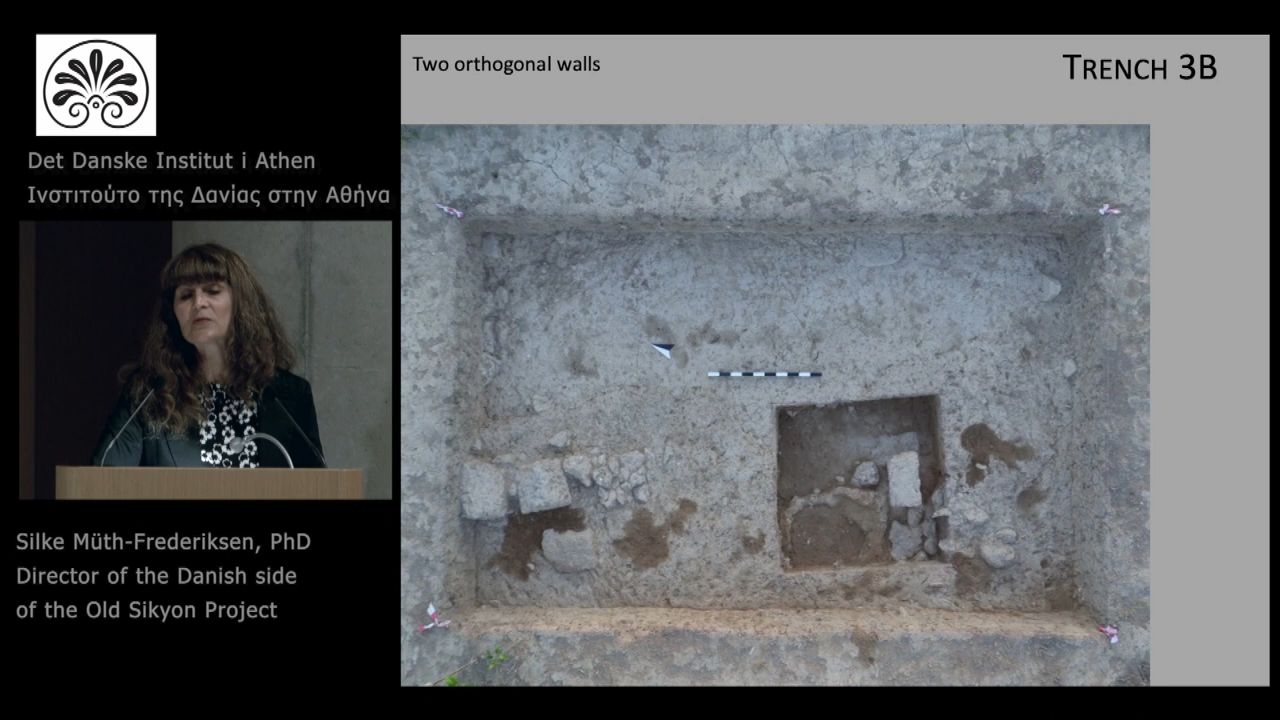 Det Danske Institut i Athen
Ινστιτούτο της Δανίας στην Αθήνα
Silke Müth-Frederiksen, PhD
Director of the Danish side
of the Old Sikyon Project
Two orthogonal walls
TRENCH 3B